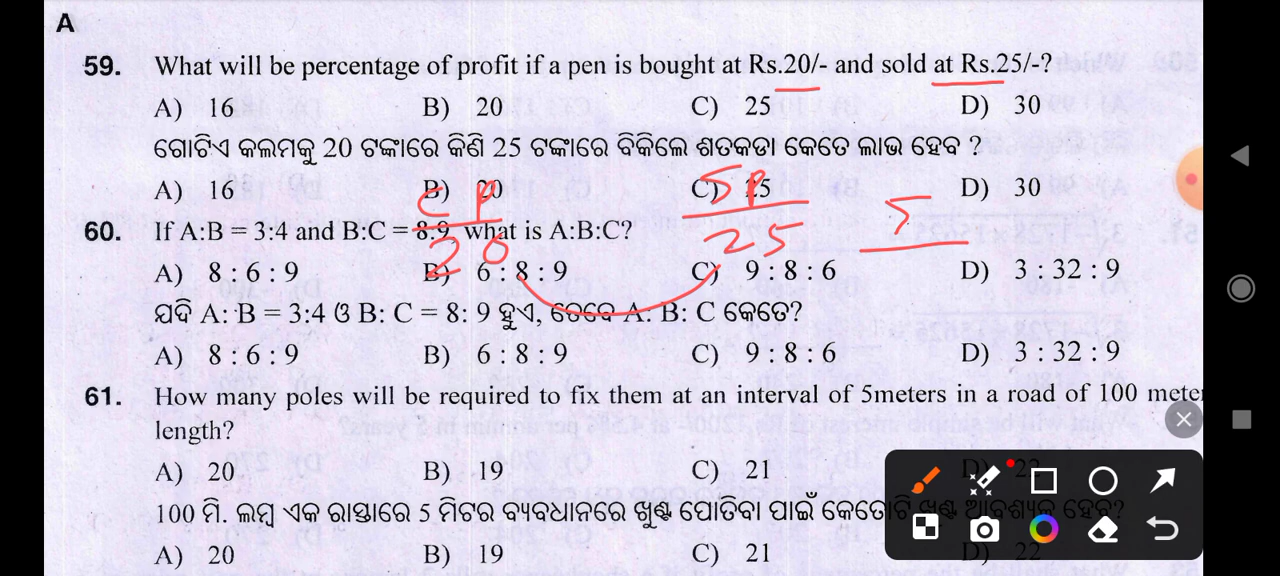 A
59. What will be percentage of profit if a pen is bought at Rs.20/- and sold at Rs.25/-?
A) 16 B) 20 C) 25 D) 30
ଗୋଟିଏ କଲମକୁ 20 ଟଙ୍କାରେ କିଣି 25 ଟଙ୍କାରେ ବିକିଲେ ଶତକଡା କେତେ ଲାଭ ହେବ ?
A) 16 B) 20 C) 25 D) 30
CP SP 5
60. If A:B = 3:4 and B:C = 8:9, what is A:B:C?
20 25
A) 8 : 6 : 9 B) 6 : 8 : 9 C) 9 : 8 : 6 D) 3 : 32 : 9
ଯଦି A: B = 3:4 ଓ B: C = 8: 9 ହୁଏ, ତେବେ A: B: C କେତେ?
A) 8 : 6 : 9 B) 6 : 8 : 9 C) 9 : 8 : 6 D) 3 : 32 : 9
61. How many poles will be required to fix them at an interval of 5meters in a road of 100 meter
length?
A) 20 B) 19 C) 21 D) 22
100 ମି. ଲମ୍ବ ଏକ ରାସ୍ତାରେ 5 ମିଟର ବ୍ୟବଧାନରେ ଖୁଣ୍ଟ ପୋତିବା ପାଇଁ କେତୋଟି ଖୁଣ୍ଟ ଆବଶ୍ୟକ ହେବ?
A) 20 B) 19 C) 21 D) 22